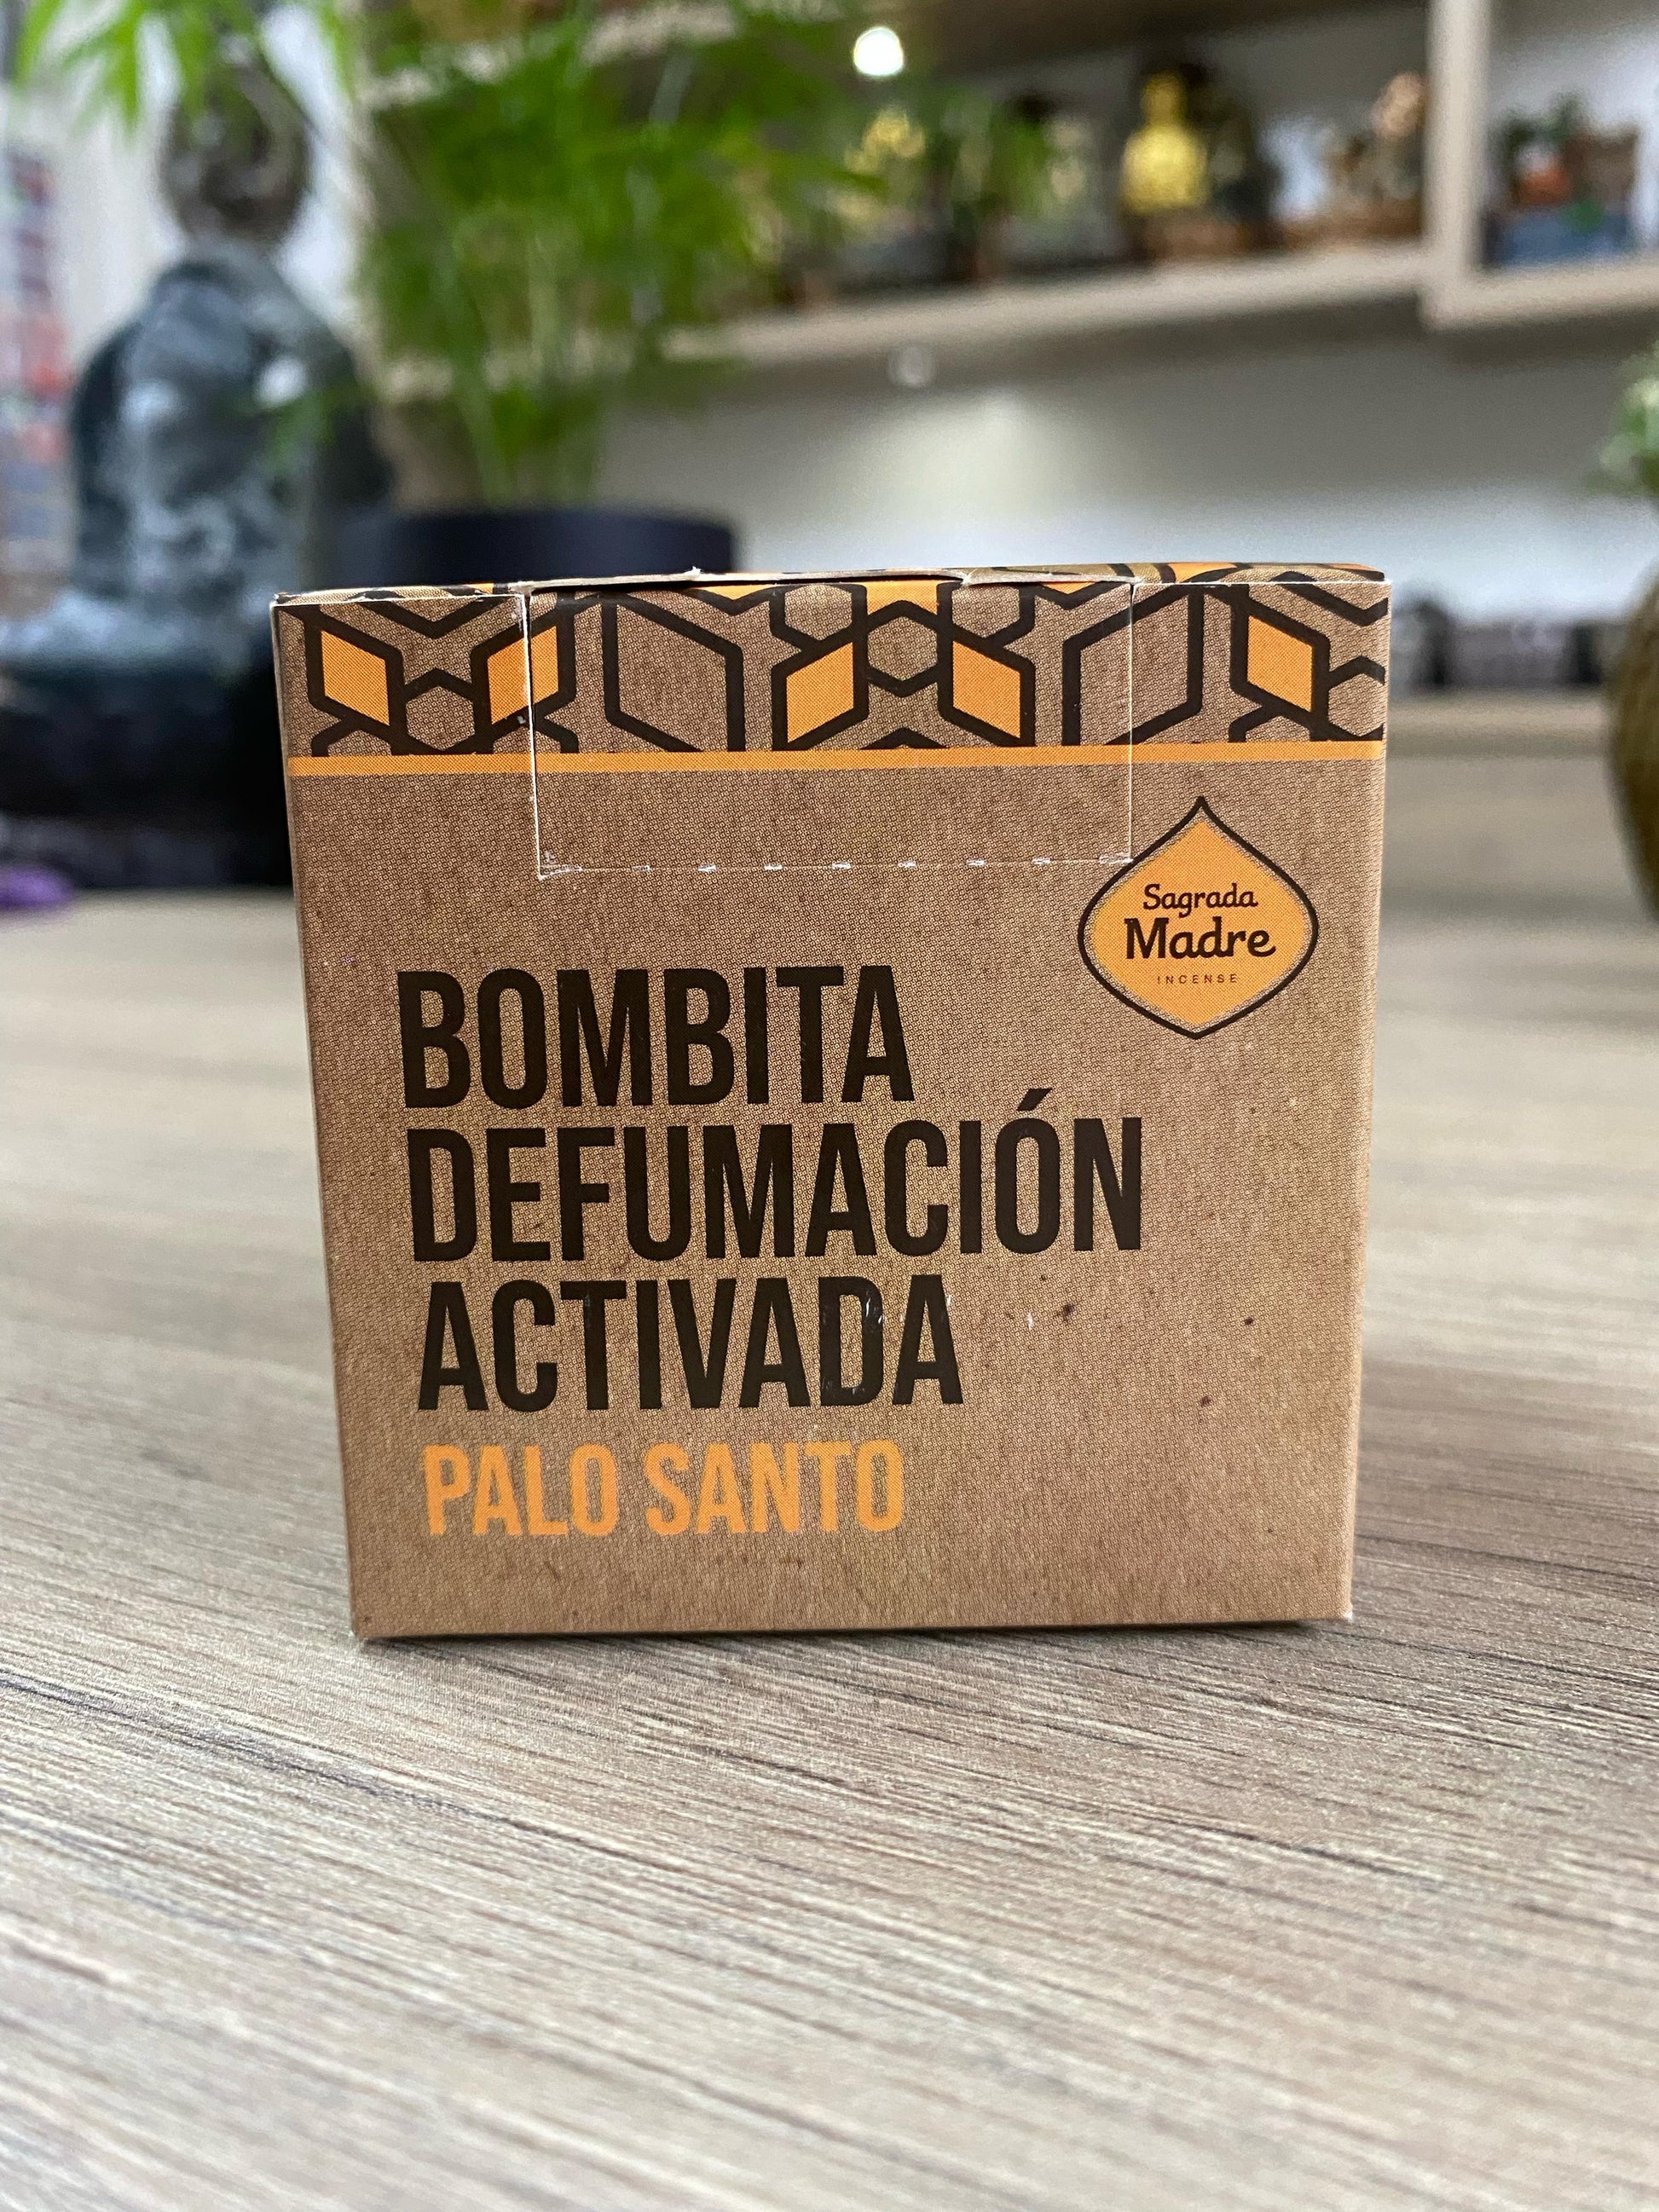 Sagrada
Madre
INCENSE
BOMBITA
DEFUMACIÓN
ACTIVADA
PALO SANTO